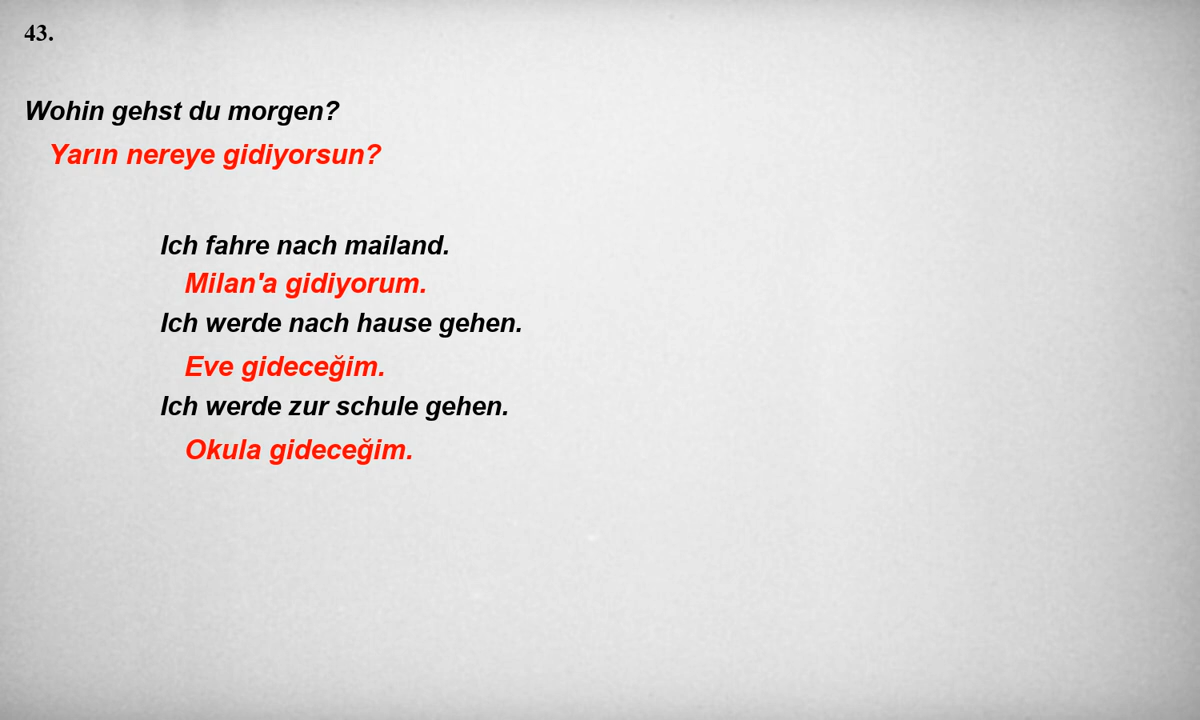 43.
Wohin gehst du morgen?
Yarın nereye gidiyorsun?
Ich fahre nach mailand.
Milan'a gidiyorum.
Ich werde nach hause gehen.
Eve gideceğim.
Ich werde zur schule gehen.
Okula gideceğim.